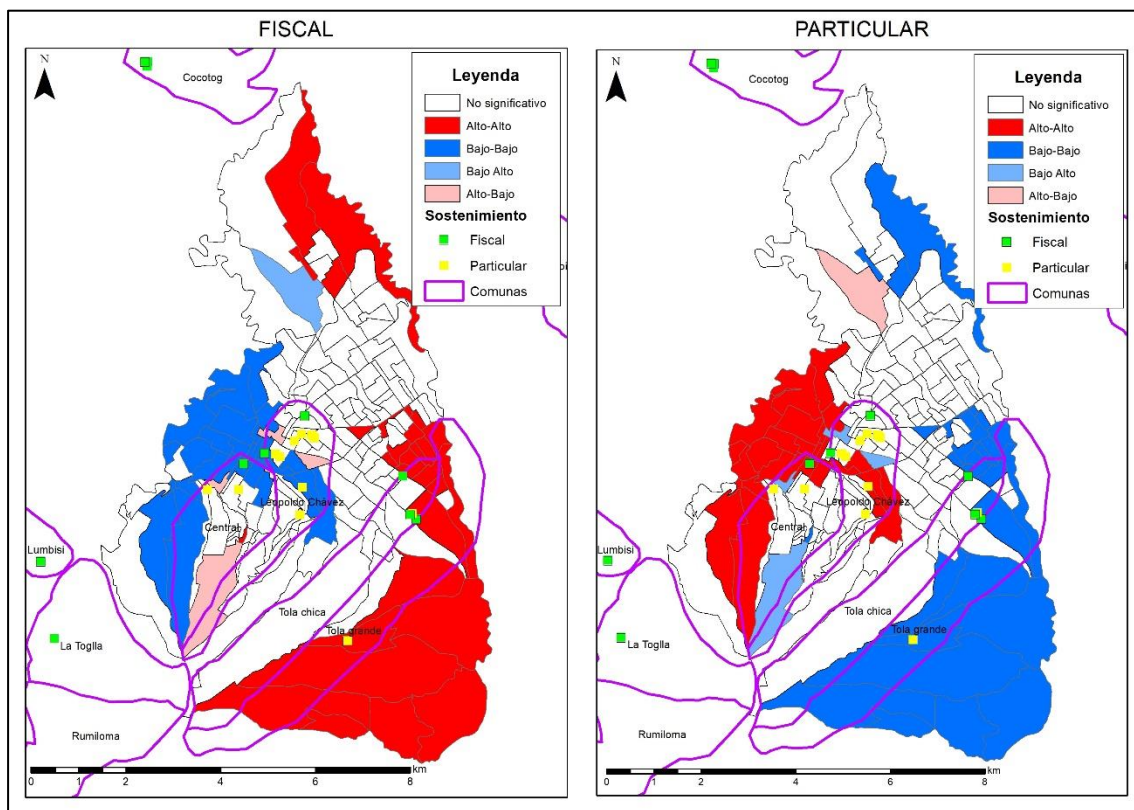 FISCAL
N
Cocotog
Leyenda
No significativo
Alto-Alto
Bajo-Bajo
Bajo Alto
Alto-Bajo
Sostenimiento
Fiscal
Particular
Comunas
Leopoldo Chávez
Central
Lumbisi
Tola chica
Tola grande
La Toglla
Rumiloma
0 2 4 6 8
km
PARTICULAR
N
Cocotog
Leyenda
No significativo
Alto-Alto
Bajo-Bajo
Bajo Alto
Alto-Bajo
Sostenimiento
Fiscal
Particular
Comunas
Leopoldo Chávez
Central
Lumbisi
Tola chica
Tola grande
La Toglla
Rumiloma
0 2 4 6 8
km